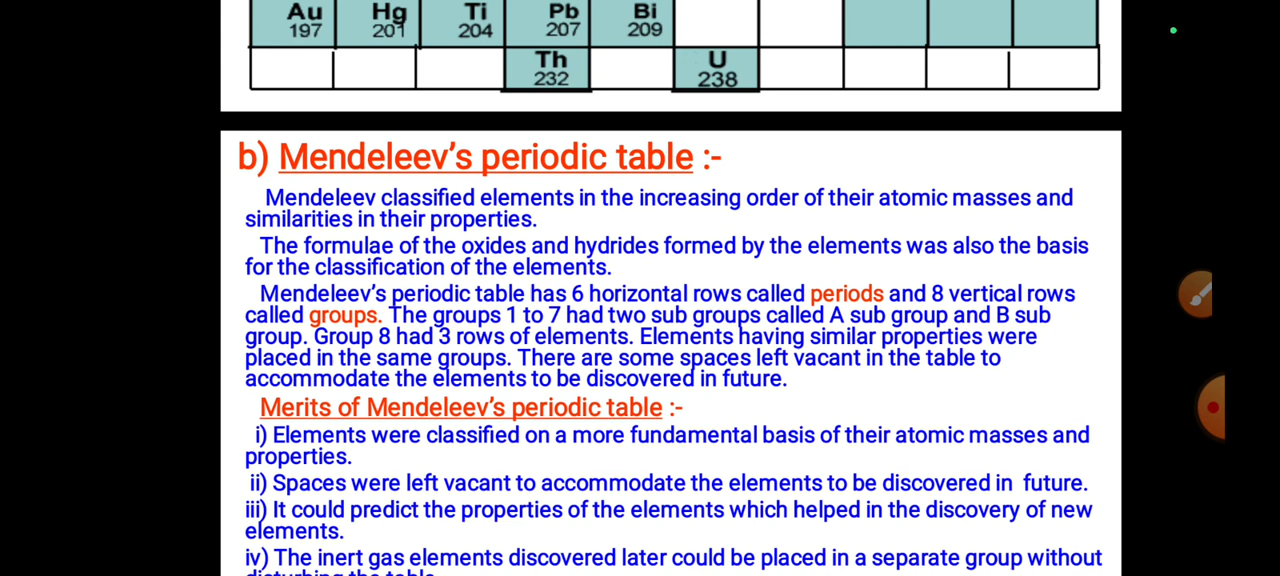 Au Hg Ti Pb Bi
197 201 204 207 209
Th U
232 238
b) Mendeleev's periodic table :-
Mendeleev classified elements in the increasing order of their atomic masses and
similarities in their properties.
The formulae of the oxides and hydrides formed by the elements was also the basis
for the classification of the elements.
Mendeleev's periodic table has 6 horizontal rows called periods and 8 vertical rows
called groups. The groups 1 to 7 had two sub groups called A sub group and B sub
group. Group 8 had 3 rows of elements. Elements having similar properties were
placed in the same groups. There are some spaces left vacant in the table to
accommodate the elements to be discovered in future.
Merits of Mendeleev's periodic table :-
i) Elements were classified on a more fundamental basis of their atomic masses and
properties.
ii) Spaces were left vacant to accommodate the elements to be discovered in future.
iii) It could predict the properties of the elements which helped in the discovery of new
elements.
iv) The inert gas elements discovered later could be placed in a separate group without
disturbing the table